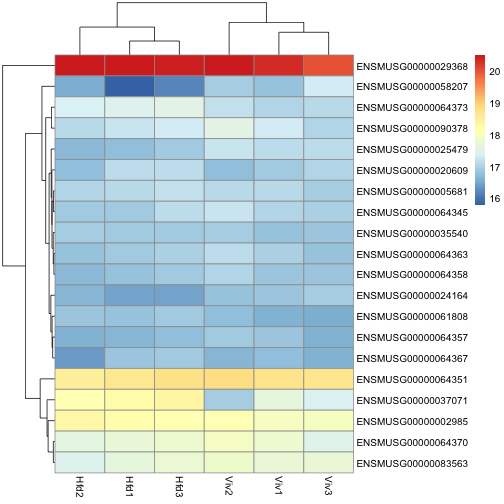 ENSMUSG00000029368
ENSMUSG00000058207
ENSMUSG00000064373
ENSMUSG00000090378
ENSMUSG00000025479
ENSMUSG00000020609
ENSMUSG00000005681
ENSMUSG00000064345
ENSMUSG00000035540
ENSMUSG00000064363
ENSMUSG00000064358
ENSMUSG00000024164
ENSMUSG00000061808
ENSMUSG00000064357
ENSMUSG00000064367
ENSMUSG00000064351
ENSMUSG00000037071
ENSMUSG00000002985
ENSMUSG00000064370
ENSMUSG00000083563
20
19
18
17
16
Hfd2
Hfd1
Hfd3
Viv2
Viv1
Viv3